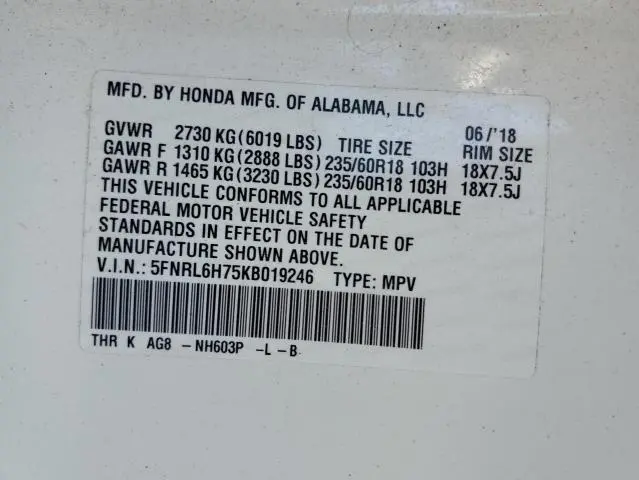 MFD. BY HONDA MFG. OF ALABAMA, LLC
06/'18
GVWR 2730 KG(6019 LBS) TIRE SIZE RIM SIZE
GAWR F 1310 KG(2888 LBS)235/60R18 103H 18X7.5J
GAWR R 1465 KG(3230 LBS)235/60R18 103H 18X7.5J
THIS VEHICLE CONFORMS TO ALL APPLICABLE
FEDERAL MOTOR VEHICLE SAFETY
STANDARDS IN EFFECT ON THE DATE OF
MANUFACTURE SHOWN ABOVE.
V.I.N.: 5FNRL6H75KB019246 TYPE: MPV
THR K AG8 - NH603P -L-B